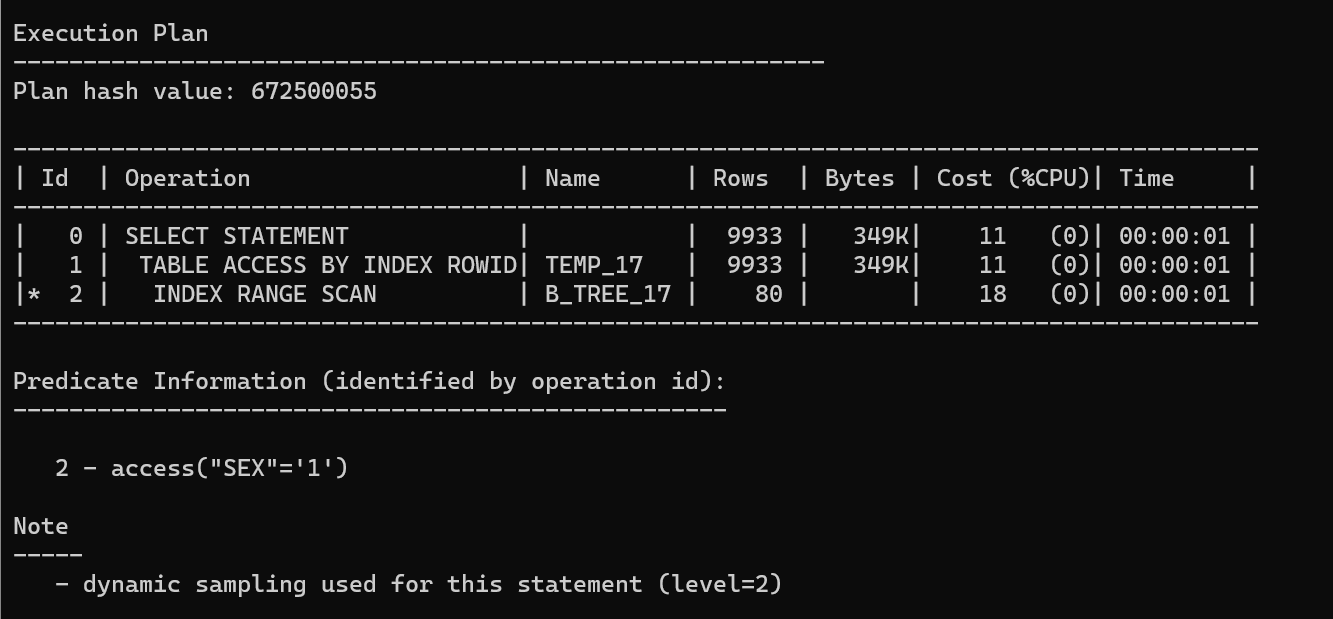 Execution Plan
----------------------------------------------------------
Plan hash value: 672500055

-----------------------------------------------------------------------------------------
| Id  | Operation                   | Name      | Rows  | Bytes | Cost (%CPU)| Time     |
-----------------------------------------------------------------------------------------
|   0 | SELECT STATEMENT            |           |  9933 |   349K|    11   (0)| 00:00:01 |
|   1 |  TABLE ACCESS BY INDEX ROWID| TEMP_17   |  9933 |   349K|    11   (0)| 00:00:01 |
|*  2 |   INDEX RANGE SCAN          | B_TREE_17 |    80 |       |    18   (0)| 00:00:01 |
-----------------------------------------------------------------------------------------

Predicate Information (identified by operation id):
---------------------------------------------------

   2 - access("SEX"='1')

Note
-----
   - dynamic sampling used for this statement (level=2)